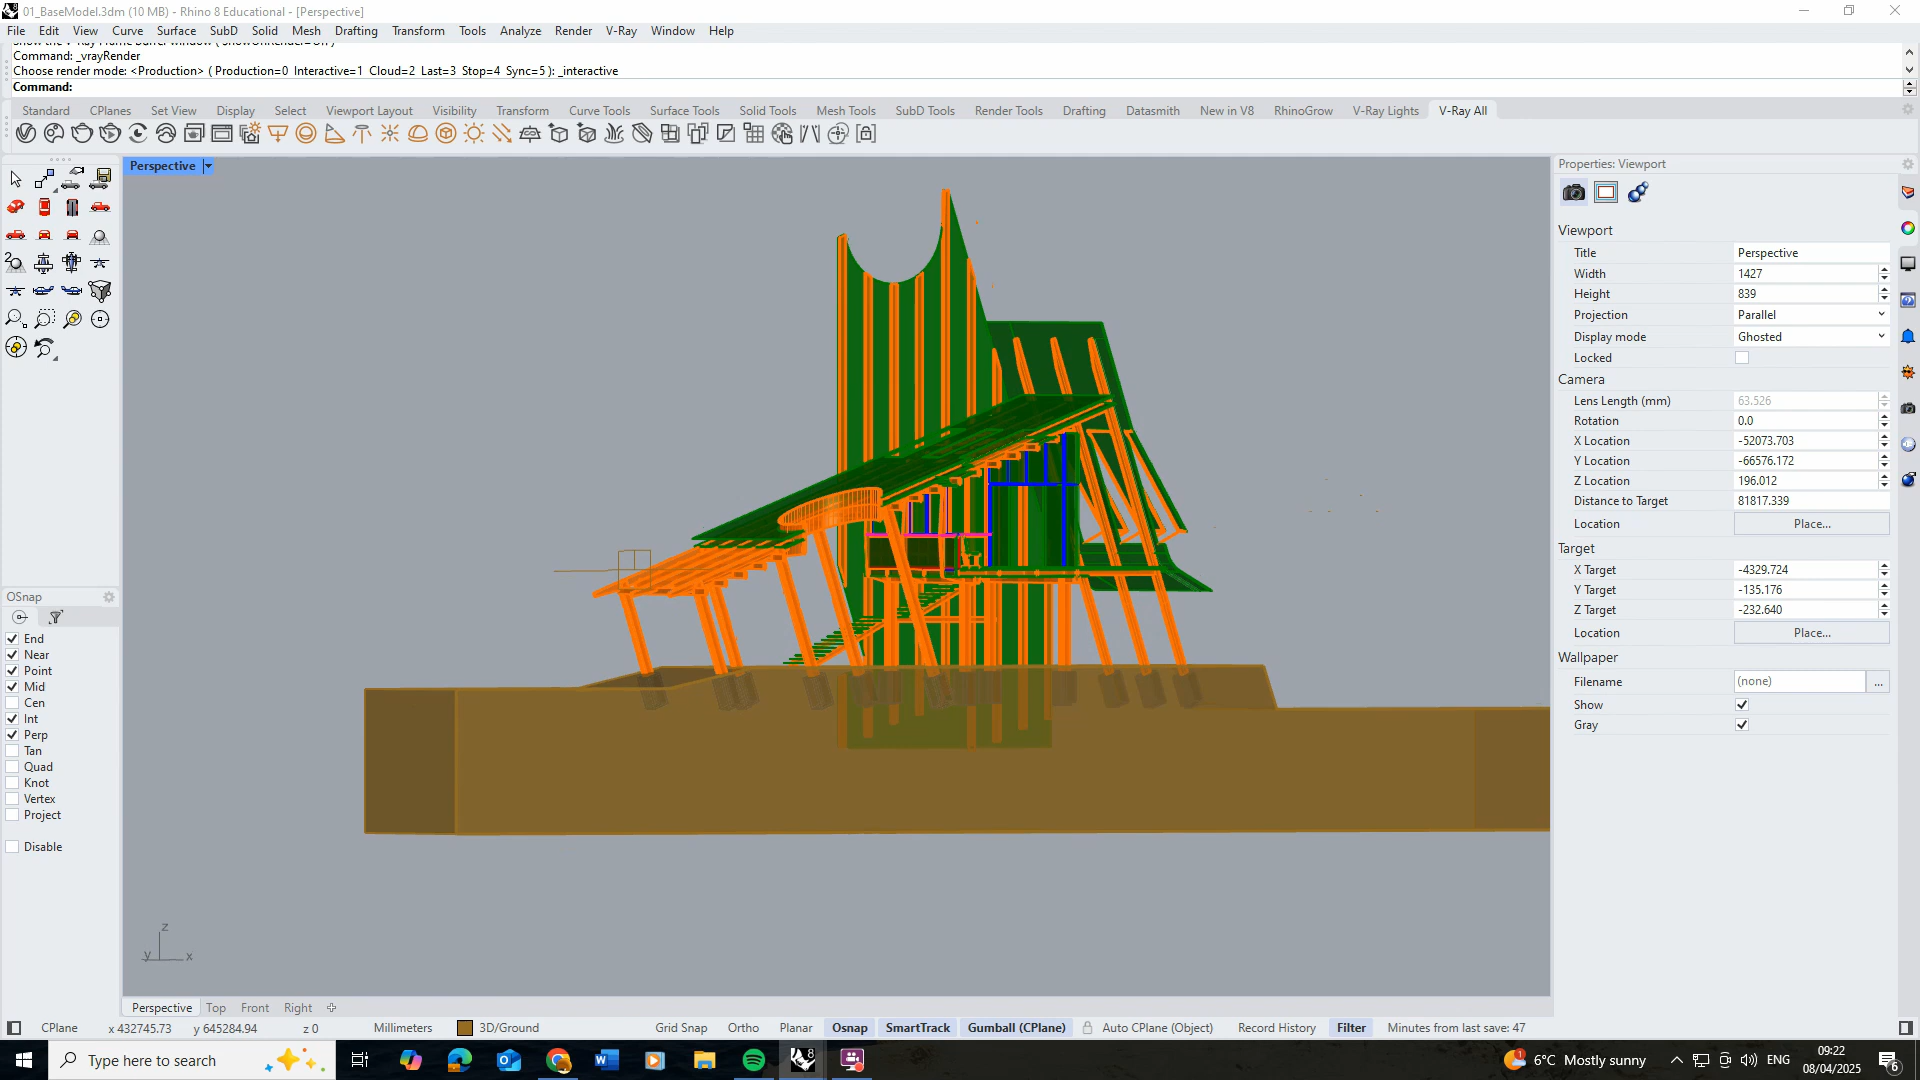 01_BaseModel.3dm (10 MB) - Rhino 8 Educational - [Perspective]
File Edit View Curve Surface Solid SubD Mesh Drafting Transform Tools Analyze Render V-Ray Window Help
Command: _vrayRender
Choose render mode: <Production> ( Production=0 Interactive=1 Cloud=2 Last=3 Stop=4 Sync=5 ): _interactive
Command:
Standard CPlanes Set View Display Select Viewport Layout Visibility Transform Curve Tools Surface Tools Solid Tools Mesh Tools SubD Tools Render Tools Drafting Datasmith New in V8 RhinoGrow V-Ray Lights V-Ray All
Perspective
Properties: Viewport
Viewport
Title Perspective
Width 1427
Height 839
Projection Parallel
Display mode Ghosted
Locked
Camera
Lens Length (mm) 63.526
Rotation 0.0
X Location -52073.703
Y Location -66576.172
Z Location 196.012
Distance to Target 81817.339
Location Place...
Target
X Target -4329.724
Y Target -135.176
Z Target -232.640
Location Place...
Wallpaper
Filename (none) ...
Show
Gray
OSnap
End
Near
Point
Mid
Cen
Int
Perp
Tan
Quad
Knot
Vertex
Project
Disable
z
y x
Perspective Top Front Right
CPlane x 432745.73 y 645284.94 z 0 Millimeters 3D/Ground Grid Snap Ortho Planar Osnap SmartTrack Gumball (CPlane) Auto CPlane (Object) Record History Filter Minutes from last save: 47
Type here to search
6°C Mostly sunny
ENG
09:22
08/04/2025
6